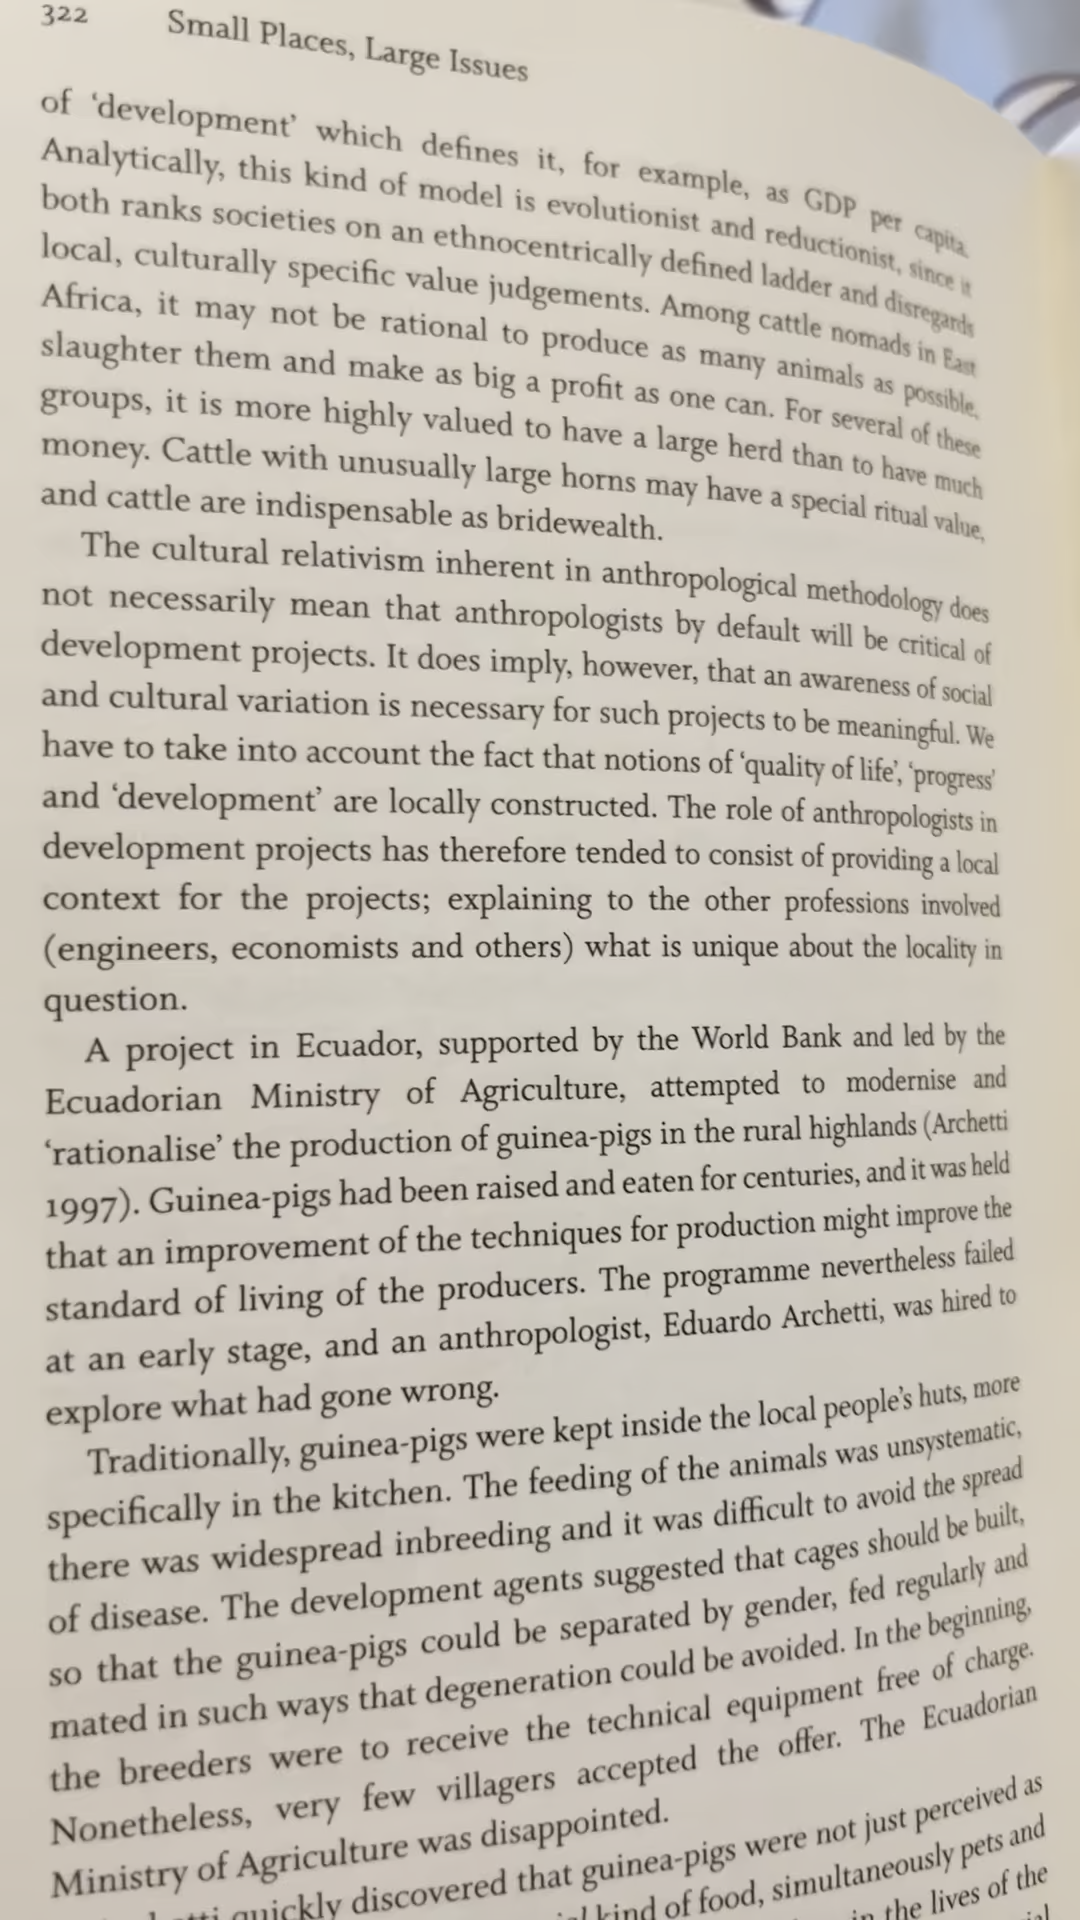 322 Small Places, Large Issues
of ‘development’ which defines it, for example, as GDP per capita.
Analytically, this kind of model is evolutionist and reductionist, since it
both ranks societies on an ethnocentrically defined ladder and disregards
local, culturally specific value judgements. Among cattle nomads in East
Africa, it may not be rational to produce as many animals as possible,
slaughter them and make as big a profit as one can. For several of these
groups, it is more highly valued to have a large herd than to have much
money. Cattle with unusually large horns may have a special ritual value,
and cattle are indispensable as bridewealth.
The cultural relativism inherent in anthropological methodology does
not necessarily mean that anthropologists by default will be critical of
development projects. It does imply, however, that an awareness of social
and cultural variation is necessary for such projects to be meaningful. We
have to take into account the fact that notions of ‘quality of life’, ‘progress’
and ‘development’ are locally constructed. The role of anthropologists in
development projects has therefore tended to consist of providing a local
context for the projects; explaining to the other professions involved
(engineers, economists and others) what is unique about the locality in
question.
A project in Ecuador, supported by the World Bank and led by the
Ecuadorian Ministry of Agriculture, attempted to modernise and
‘rationalise’ the production of guinea-pigs in the rural highlands (Archetti
1997). Guinea-pigs had been raised and eaten for centuries, and it was held
that an improvement of the techniques for production might improve the
standard of living of the producers. The programme nevertheless failed
at an early stage, and an anthropologist, Eduardo Archetti, was hired to
explore what had gone wrong.
Traditionally, guinea-pigs were kept inside the local people’s huts, more
specifically in the kitchen. The feeding of the animals was unsystematic,
there was widespread inbreeding and it was difficult to avoid the spread
of disease. The development agents suggested that cages should be built,
so that the guinea-pigs could be separated by gender, fed regularly and
mated in such ways that degeneration could be avoided. In the beginning,
the breeders were to receive the technical equipment free of charge.
Nonetheless, very few villagers accepted the offer. The Ecuadorian
Ministry of Agriculture was disappointed.
quickly discovered that guinea-pigs were not just perceived as
kind of food, simultaneously pets and
in the lives of the